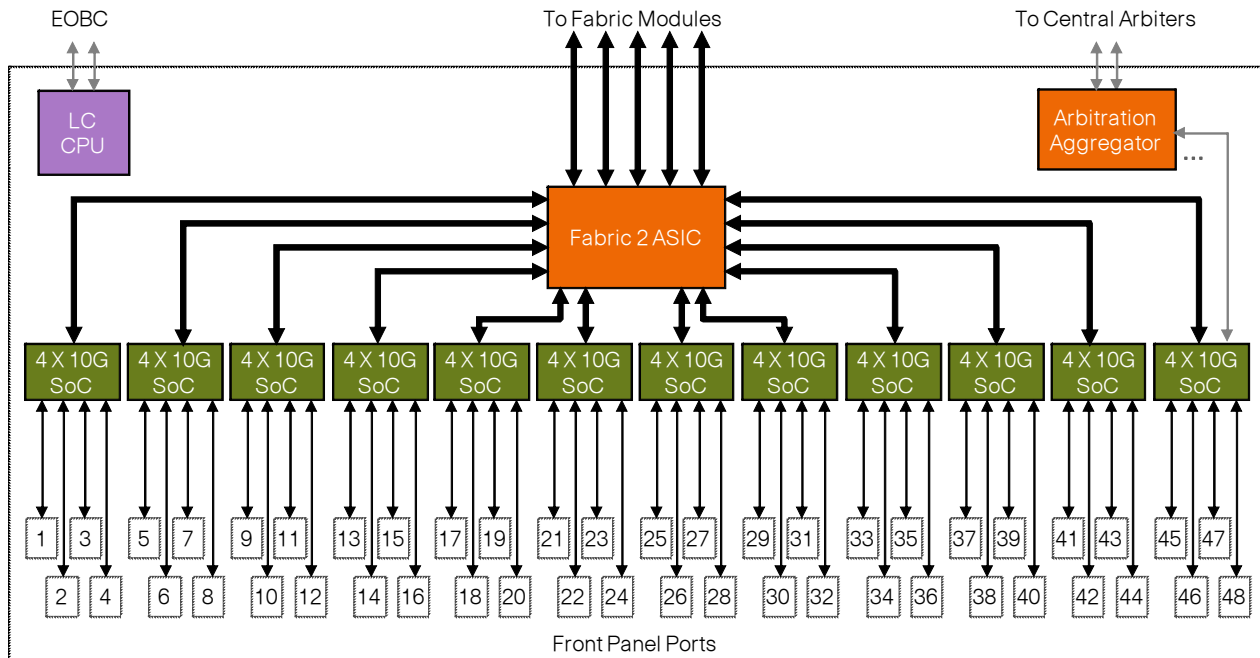 EOBC
To Fabric Modules
To Central Arbiters
LC
CPU
Arbitration
Aggregator
...
Fabric 2 ASIC
4 X 10G
SoC
4 X 10G
SoC
4 X 10G
SoC
4 X 10G
SoC
4 X 10G
SoC
4 X 10G
SoC
4 X 10G
SoC
4 X 10G
SoC
4 X 10G
SoC
4 X 10G
SoC
4 X 10G
SoC
4 X 10G
SoC
1 3 5 7 9 11 13 15 17 19 21 23 25 27 29 31 33 35 37 39 41 43 45 47
2 4 6 8 10 12 14 16 18 20 22 24 26 28 30 32 34 36 38 40 42 44 46 48
Front Panel Ports